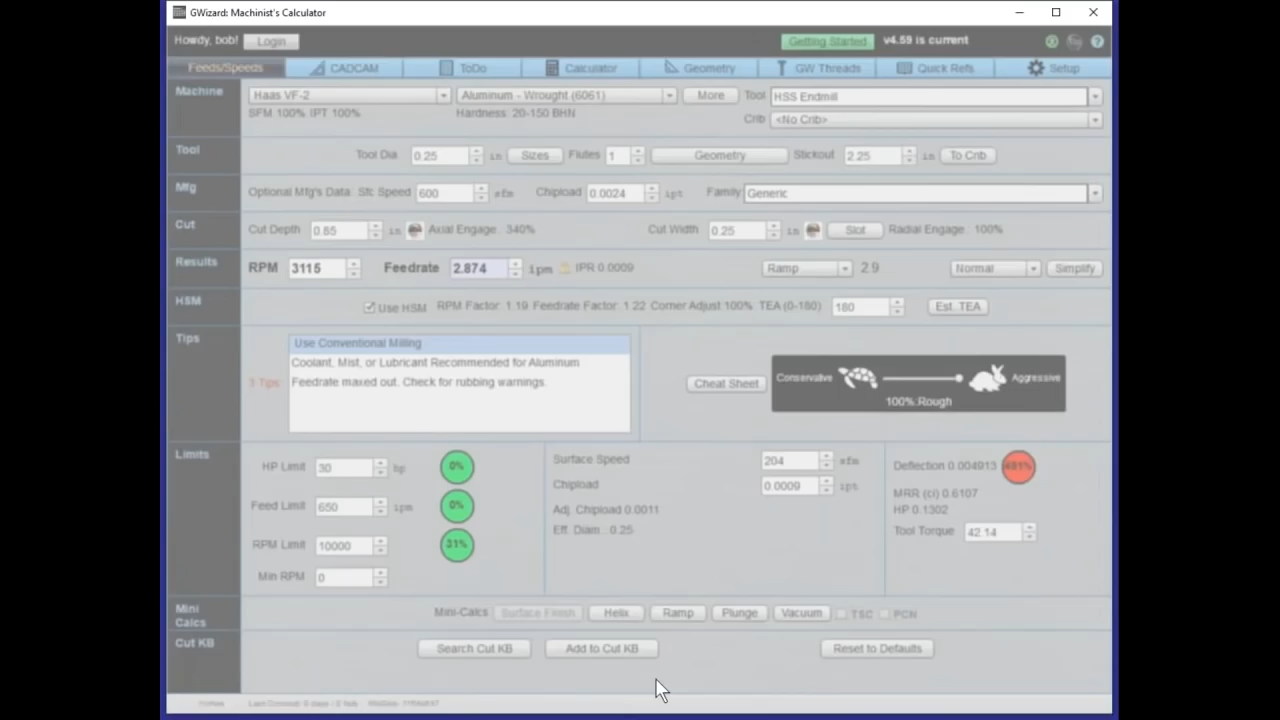 GWizard: Machinist's Calculator
Howdy, bob! Login Getting Started v4.59 is current
Feeds/Speeds CADCAM ToDo Calculator Geometry GW Threads Quick Refs Setup
Machine Haas VF-2 Aluminum - Wrought (6061) More Tool HSS Endmill
SFM 100% IPT 100% Hardness: 20-150 BHN Crib <No Crib>
Tool Tool Dia 0.25 in Sizes Flutes 1 Geometry Stickout 2.25 in To Crib
Mfg Optional Mfg's Data: Sfc Speed 600 sfm Chipload 0.0024 ipt Family Generic
Cut Cut Depth 0.85 in Axial Engage. 340% Cut Width 0.25 in Slot Radial Engage. 100%
Results RPM 3115 Feedrate 2.874 ipm IPR 0.0009 Ramp 2.9 Normal Simplify
HSM Use HSM RPM Factor: 1.19 Feedrate Factor: 1.22 Corner Adjust:100% TEA (0-180) 180 Est. TEA
Tips Use Conventional Milling
Coolant, Mist, or Lubricant Recommended for Aluminum
3 Tips Feedrate maxed out. Check for rubbing warnings.
Cheat Sheet Conservative Aggressive
100%:Rough
Limits HP Limit 30 hp 0% Surface Speed 204 sfm Deflection 0.004913 491%
Chipload 0.0009 ipt MRR (ci) 0.6107
Feed Limit 650 ipm 0% Adj. Chipload 0.0011 HP 0.1302
Eff. Diam.: 0.25 Tool Torque 42.14
RPM Limit 10000 31%
Min RPM 0
Mini Calcs Mini-Calcs Surface Finish Helix Ramp Plunge Vacuum TSC PCN
Cut KB Search Cut KB Add to Cut KB Reset to Defaults